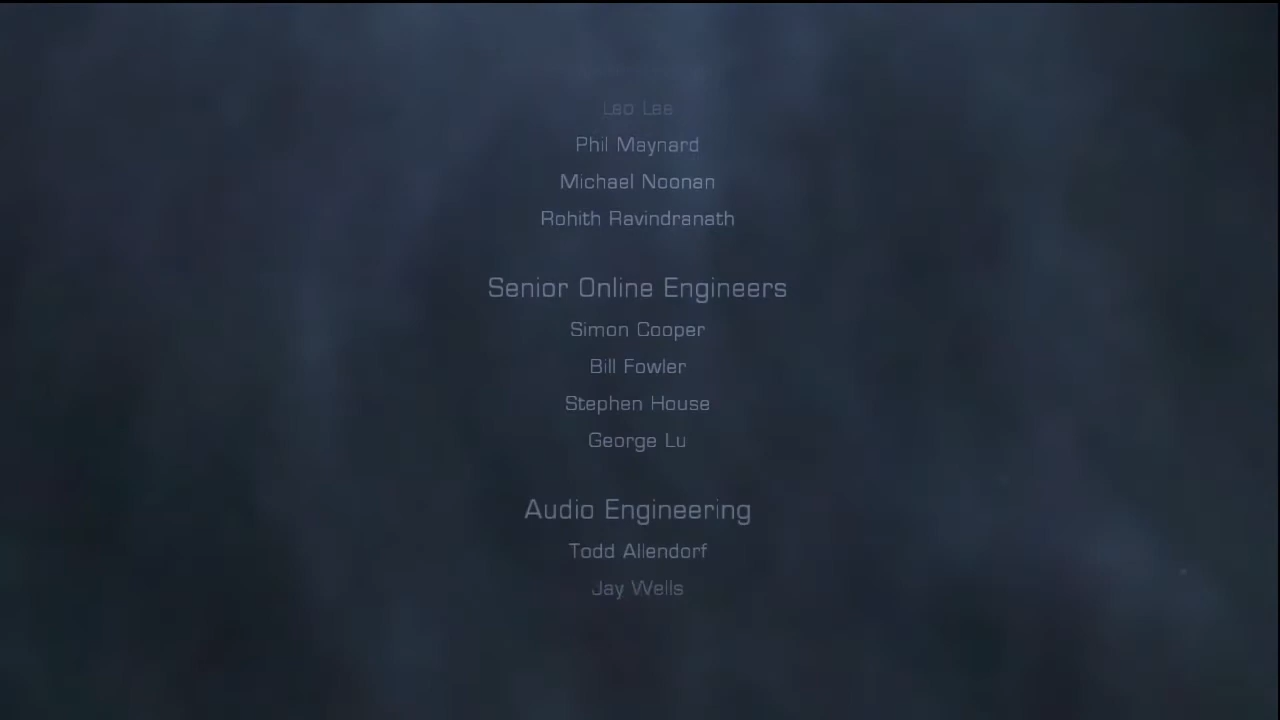 Leo Lee
Phil Maynard
Michael Noonan
Rohith Ravindranath
Senior Online Engineers
Simon Cooper
Bill Fowler
Stephen House
George Lu
Audio Engineering
Todd Allendorf
Jay Wells